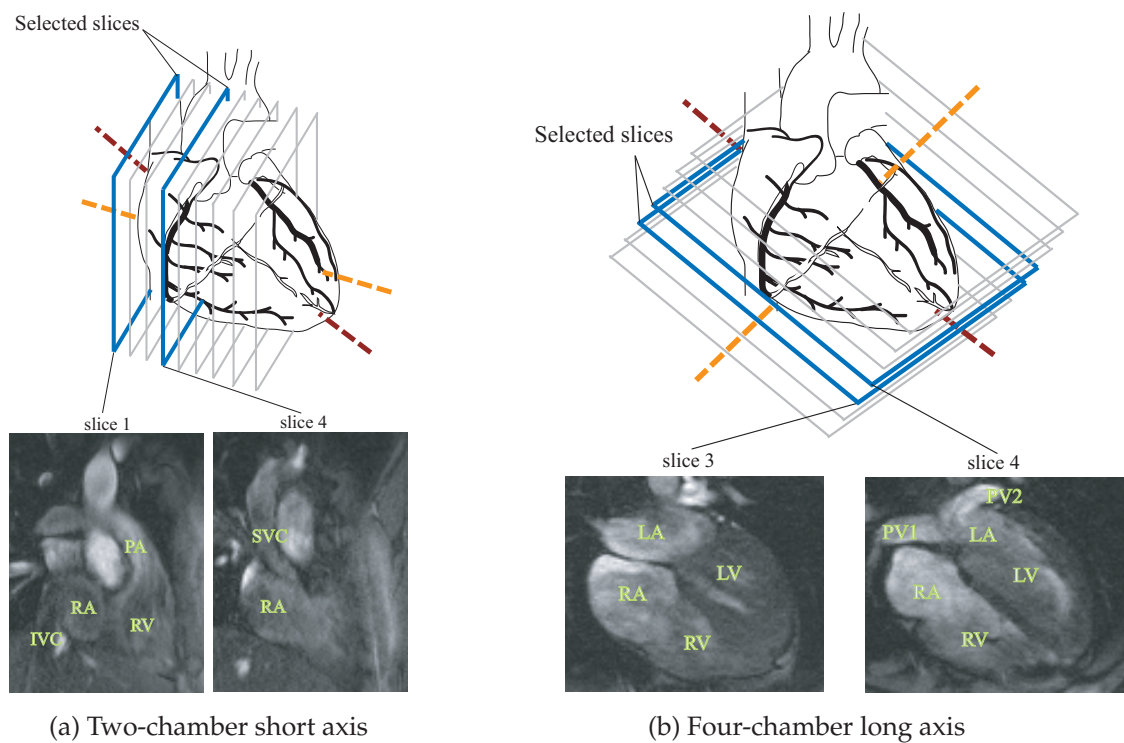 Selected slices
Selected slices
slice 1
slice 4
slice 3
slice 4
PA
RA
IVC
RV
SVC
RA
LA
LV
RA
RV
PV2
PV1
LA
LV
RA
RV
(a) Two-chamber short axis
(b) Four-chamber long axis